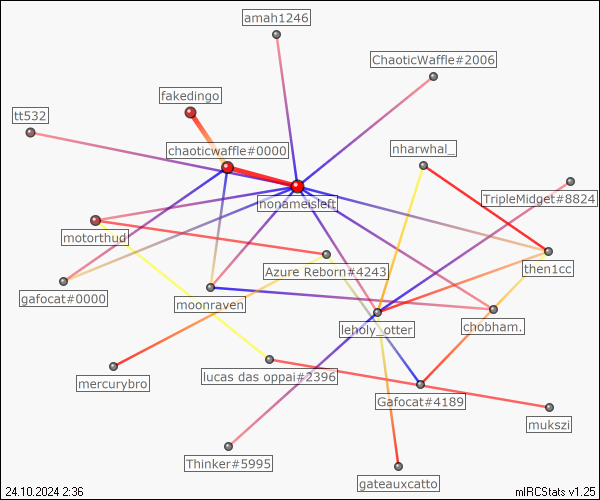 amah1246
ChaoticWaffle#2006
fakedingo
tt532
chaoticwaffle#0000
nharwhal_
nonameisleft
TripleMidget#8824
motorthud
Azure Reborn#4243
then1cc
gafocat#0000
moonraven
leholy_otter
chobham.
mercurybro
lucas das oppai#2396
Gafocat#4189
mukszi
Thinker#5995
gateauxcatto
24.10.2024 2:36
mIRCStats v1.25